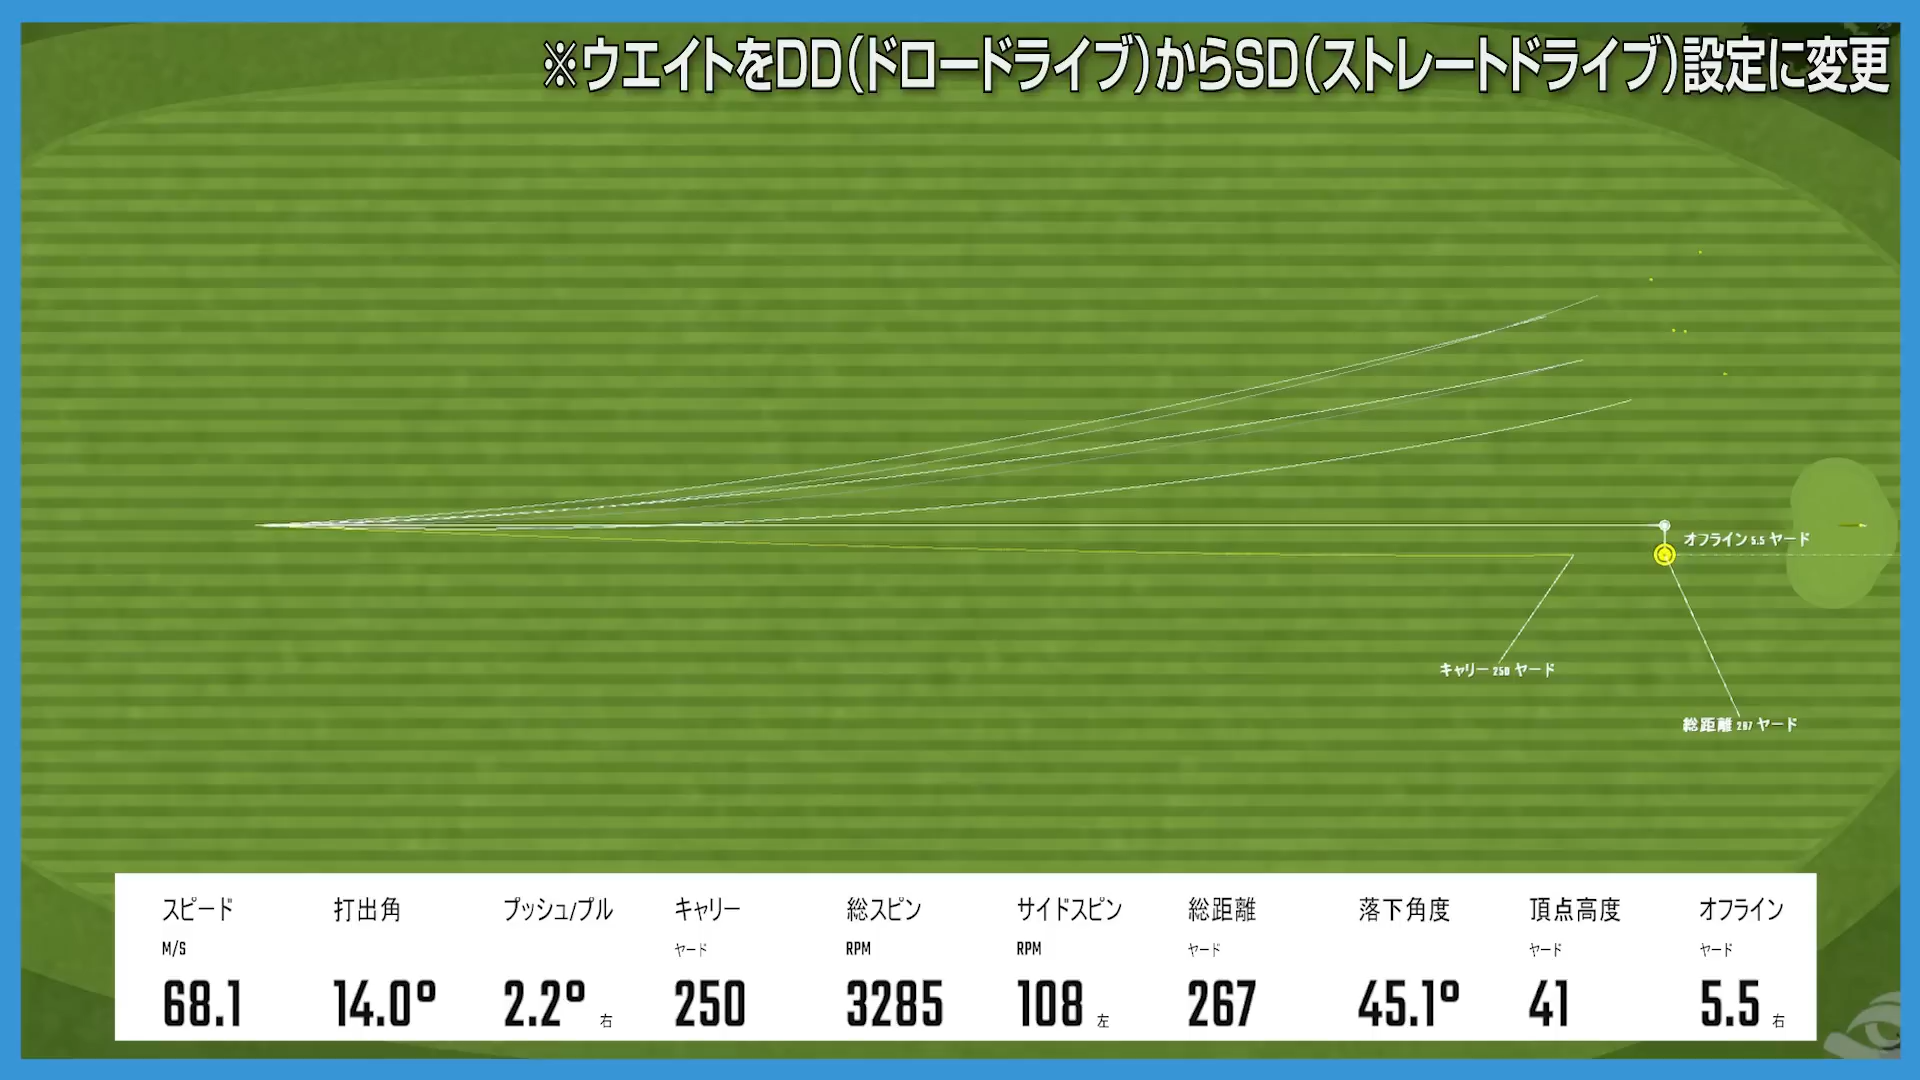 ※ウエイトをDD(ドロードライブ)からSD(ストレートドライブ)設定に変更
オフライン 5.5 ヤード
キャリー 250 ヤード
総距離 267 ヤード
スピード 打出角 プッシュ/プル キャリー 総スピン サイドスピン 総距離 落下角度 頂点高度 オフライン
M/S ヤード RPM RPM ヤード ヤード ヤード
68.1 14.0° 2.2° 右 250 3285 108 左 267 45.1° 41 5.5 右